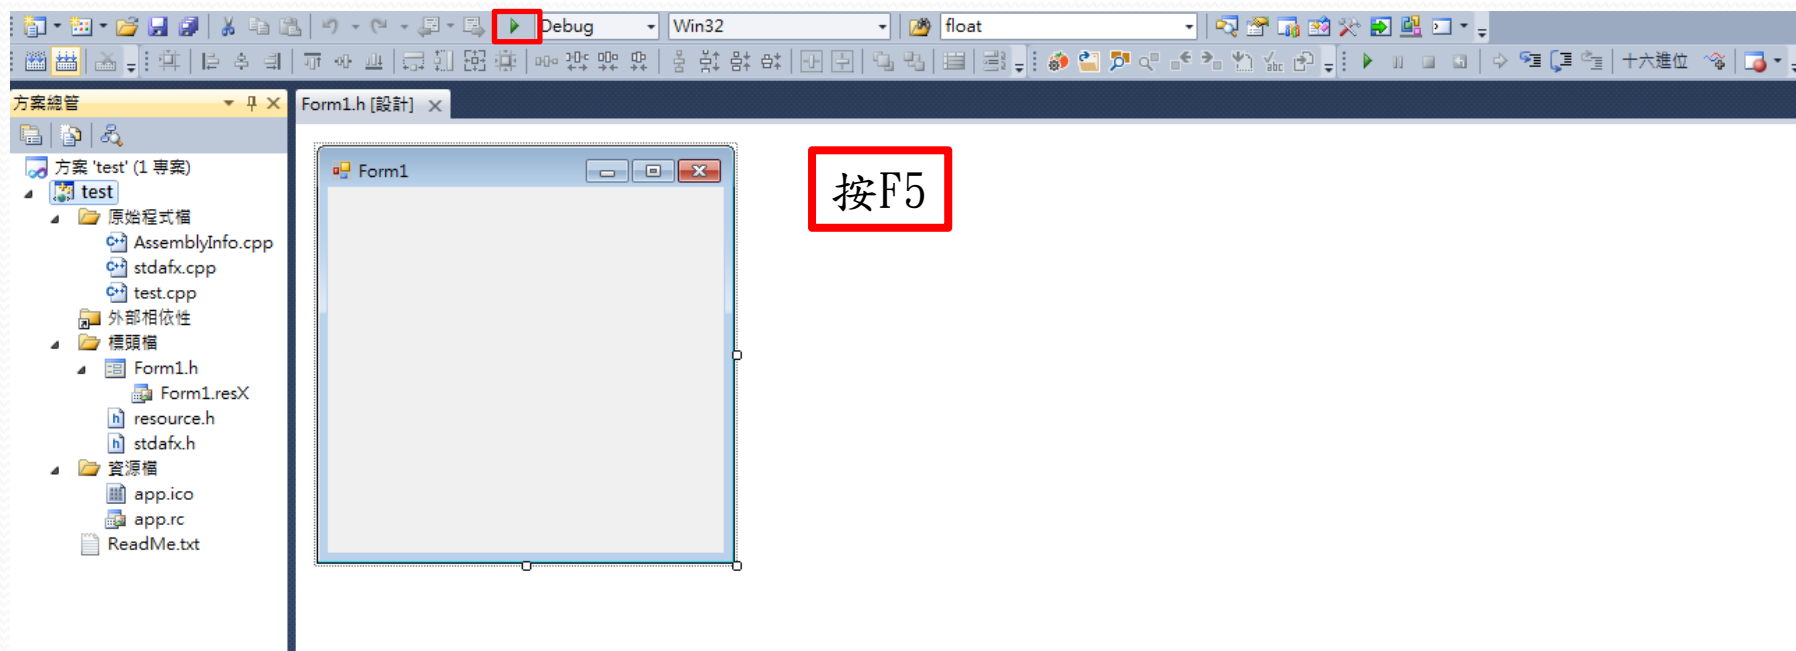 Debug
Win32
float
十六進位
方案總管
Form1.h [設計]
方案 'test' (1 專案)
test
原始程式檔
AssemblyInfo.cpp
stdafx.cpp
test.cpp
外部相依性
標頭檔
Form1.h
Form1.resX
resource.h
stdafx.h
資源檔
app.ico
app.rc
ReadMe.txt
Form1
按F5